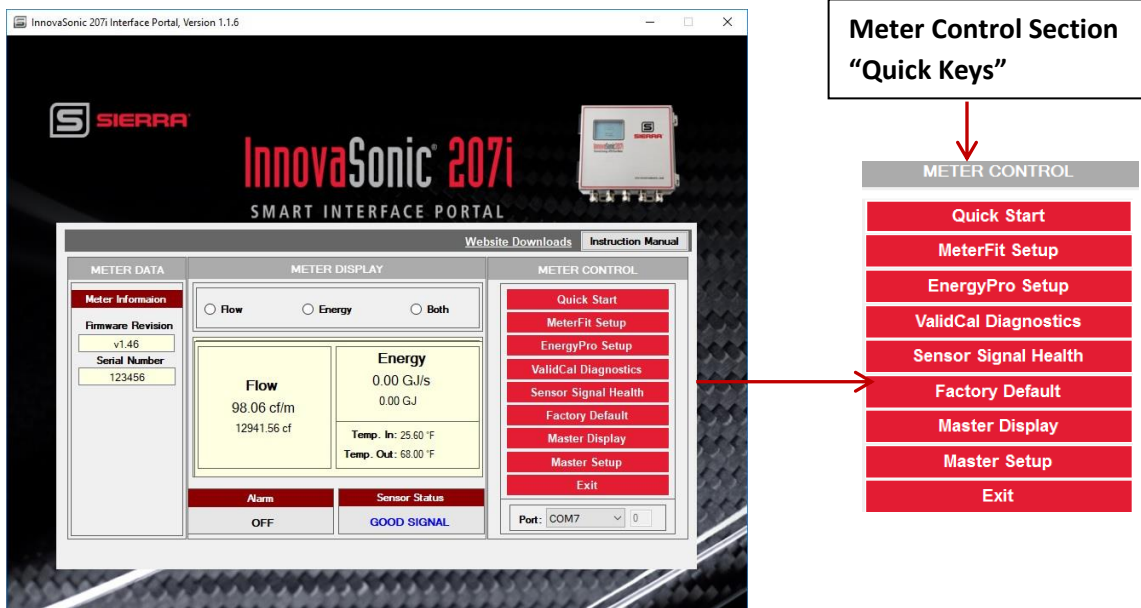 InnovaSonic 207i Interface Portal, Version 1.1.6
SIERRA
InnovaSonic® 207i
SMART INTERFACE PORTAL
Website Downloads
Instruction Manual
METER DATA
METER DISPLAY
METER CONTROL
Meter Informaion
Firmware Revision
v1.46
Serial Number
123456
Flow
Energy
Both
Flow
98.06 cf/m
12941.56 cf
Energy
0.00 GJ/s
0.00 GJ
Temp. In: 25.60 °F
Temp. Out: 68.00 °F
Alarm
OFF
Sensor Status
GOOD SIGNAL
Quick Start
MeterFit Setup
EnergyPro Setup
ValidCal Diagnostics
Sensor Signal Health
Factory Default
Master Display
Master Setup
Exit
Port: COM7
0
Meter Control Section
“Quick Keys”
METER CONTROL
Quick Start
MeterFit Setup
EnergyPro Setup
ValidCal Diagnostics
Sensor Signal Health
Factory Default
Master Display
Master Setup
Exit